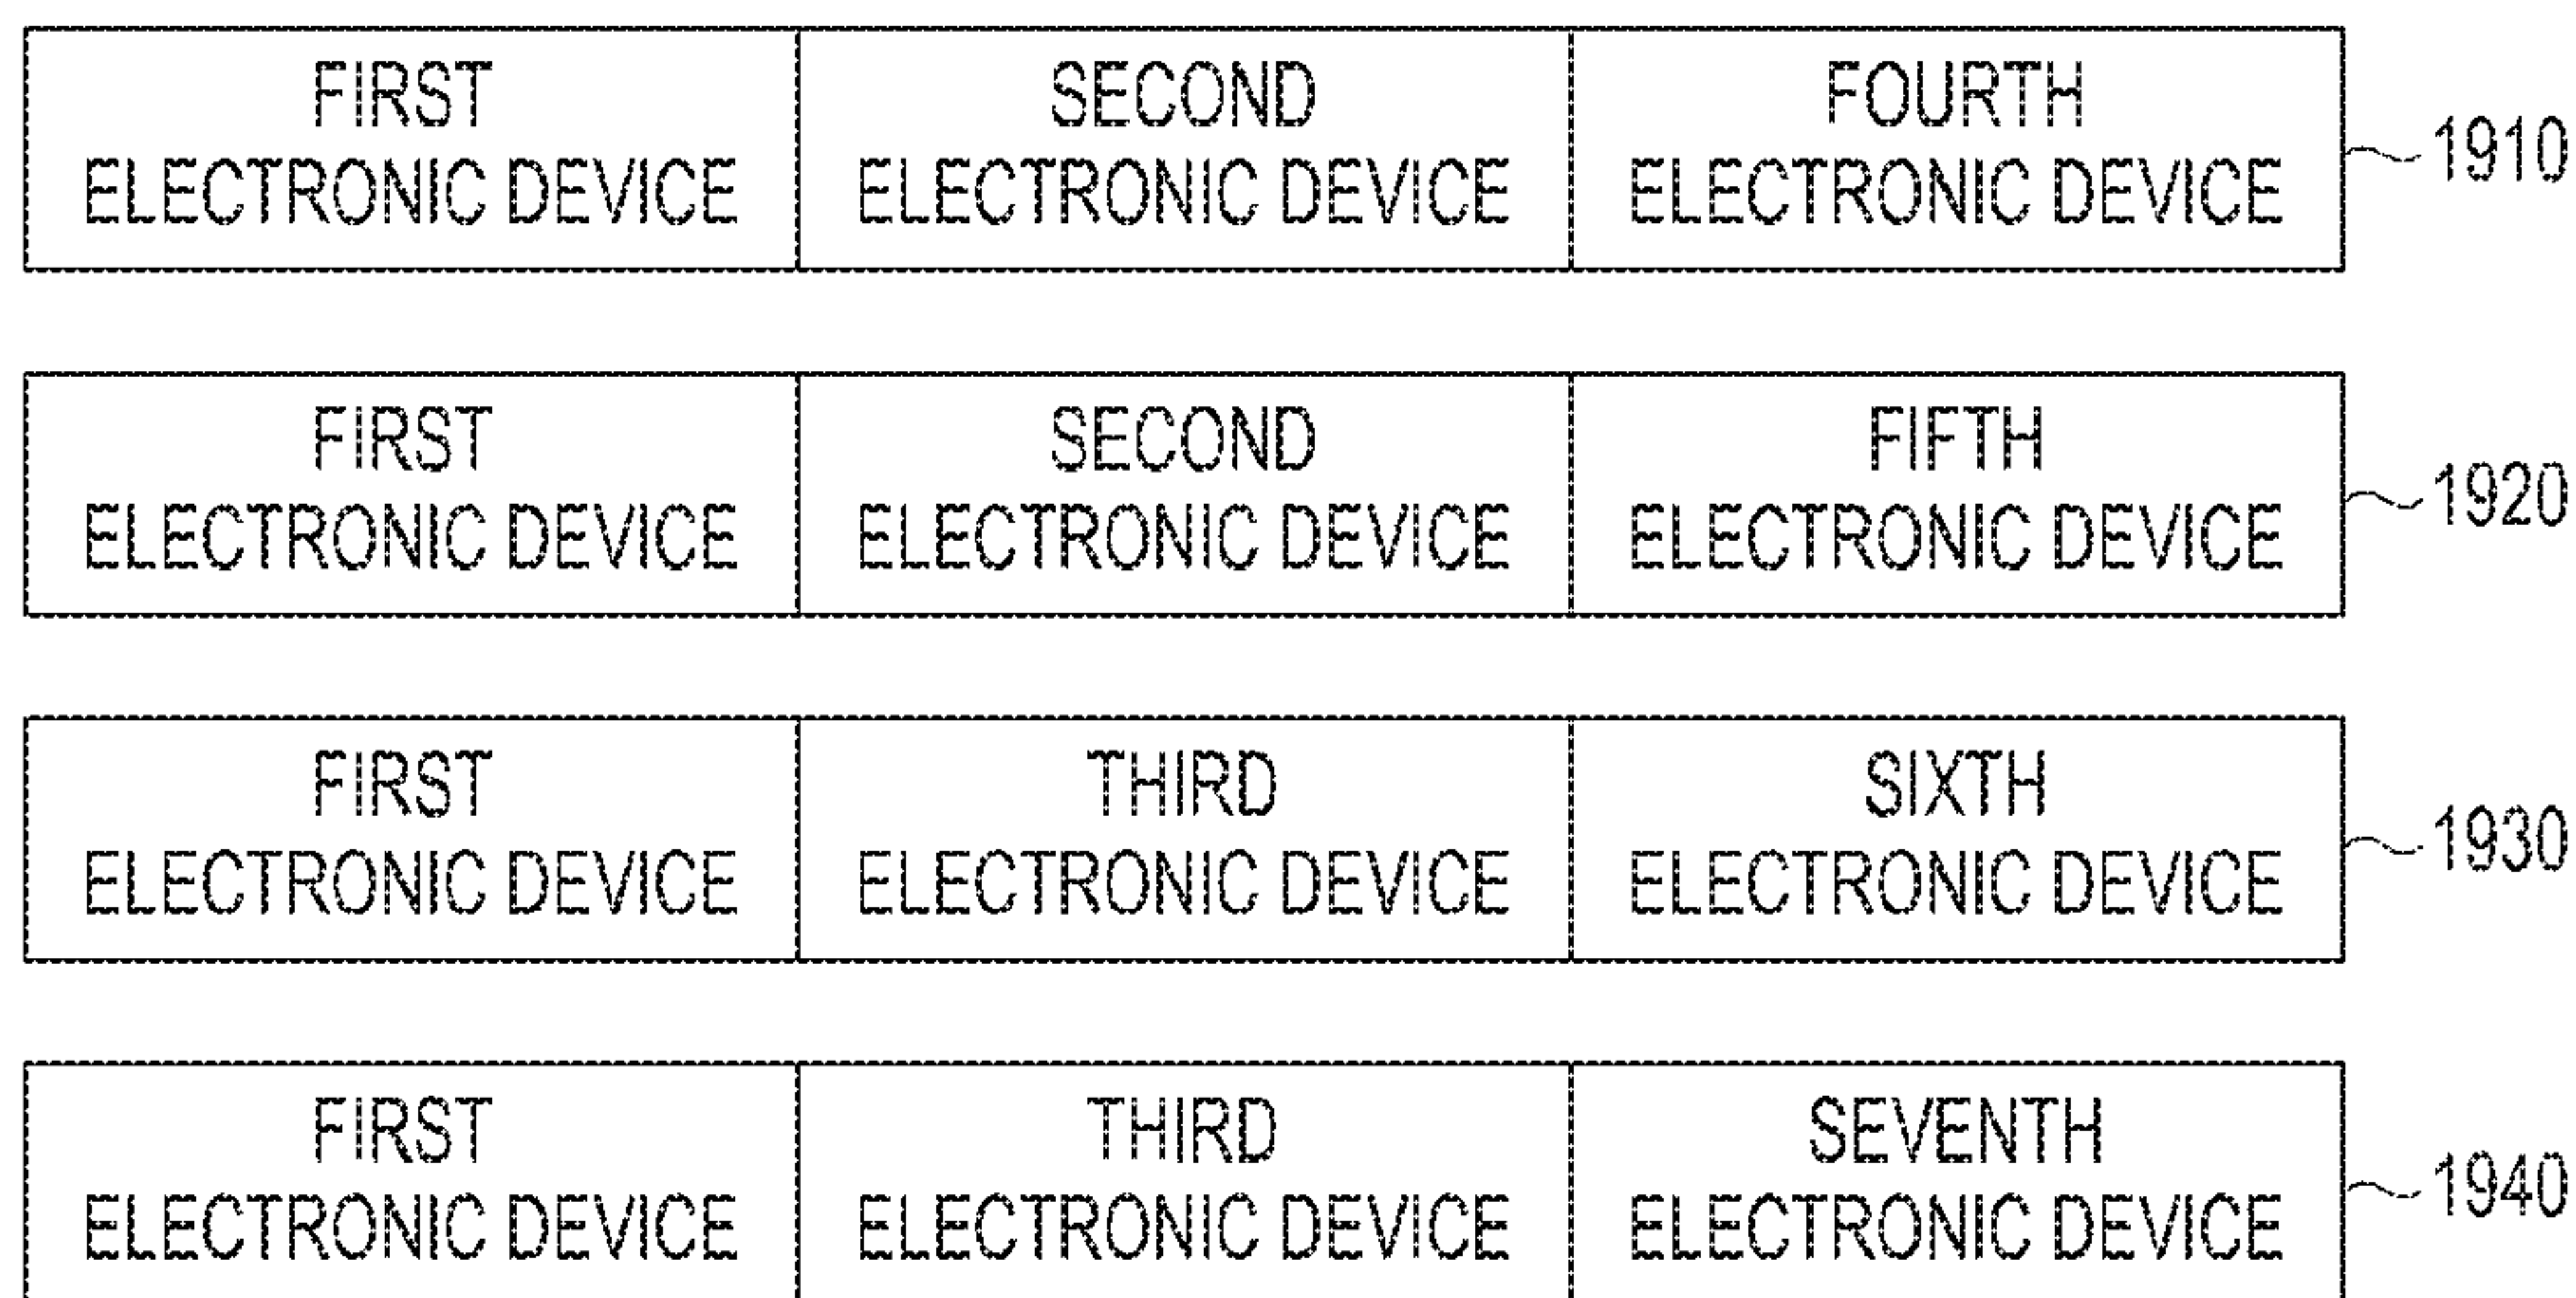 FIRST
ELECTRONIC DEVICE
SECOND
ELECTRONIC DEVICE
FOURTH
ELECTRONIC DEVICE
1910
FIRST
ELECTRONIC DEVICE
SECOND
ELECTRONIC DEVICE
FIFTH
ELECTRONIC DEVICE
1920
FIRST
ELECTRONIC DEVICE
THIRD
ELECTRONIC DEVICE
SIXTH
ELECTRONIC DEVICE
1930
FIRST
ELECTRONIC DEVICE
THIRD
ELECTRONIC DEVICE
SEVENTH
ELECTRONIC DEVICE
1940